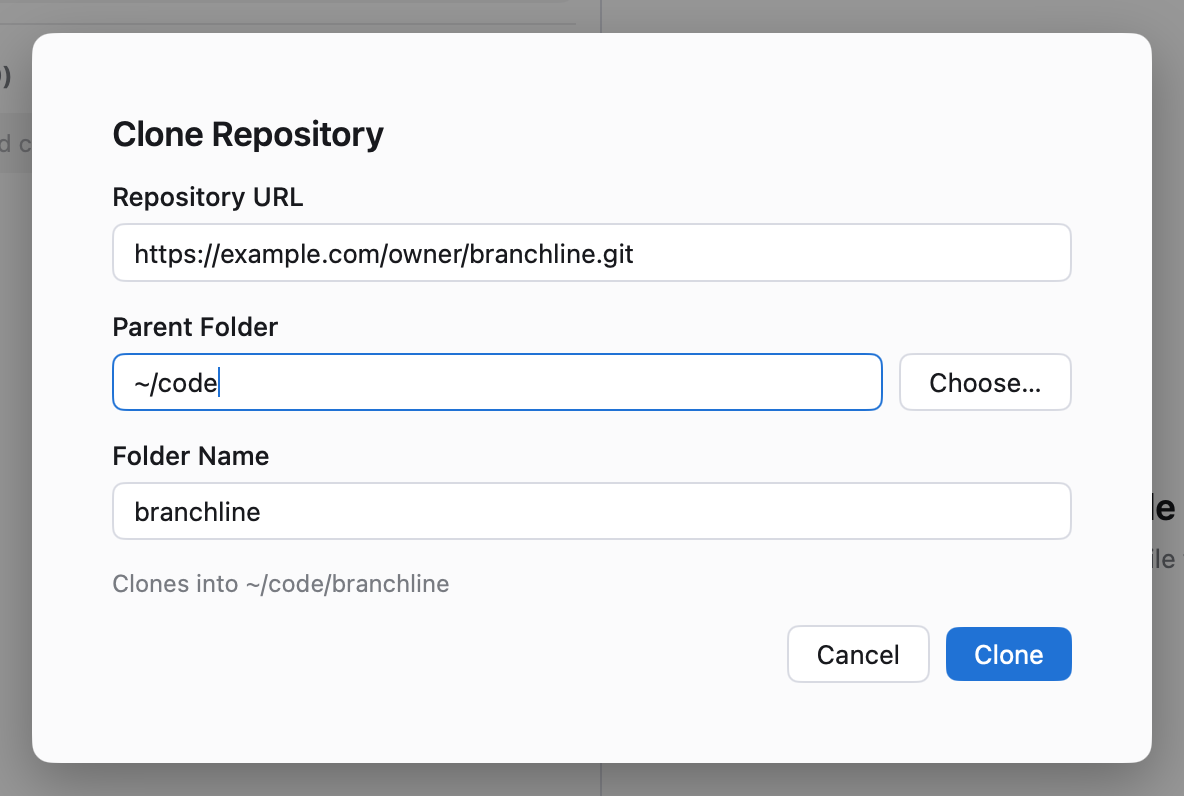 Clone Repository
Repository URL
https://example.com/owner/branchline.git
Parent Folder
~/code
Choose...
Folder Name
branchline
Clones into ~/code/branchline
Cancel
Clone